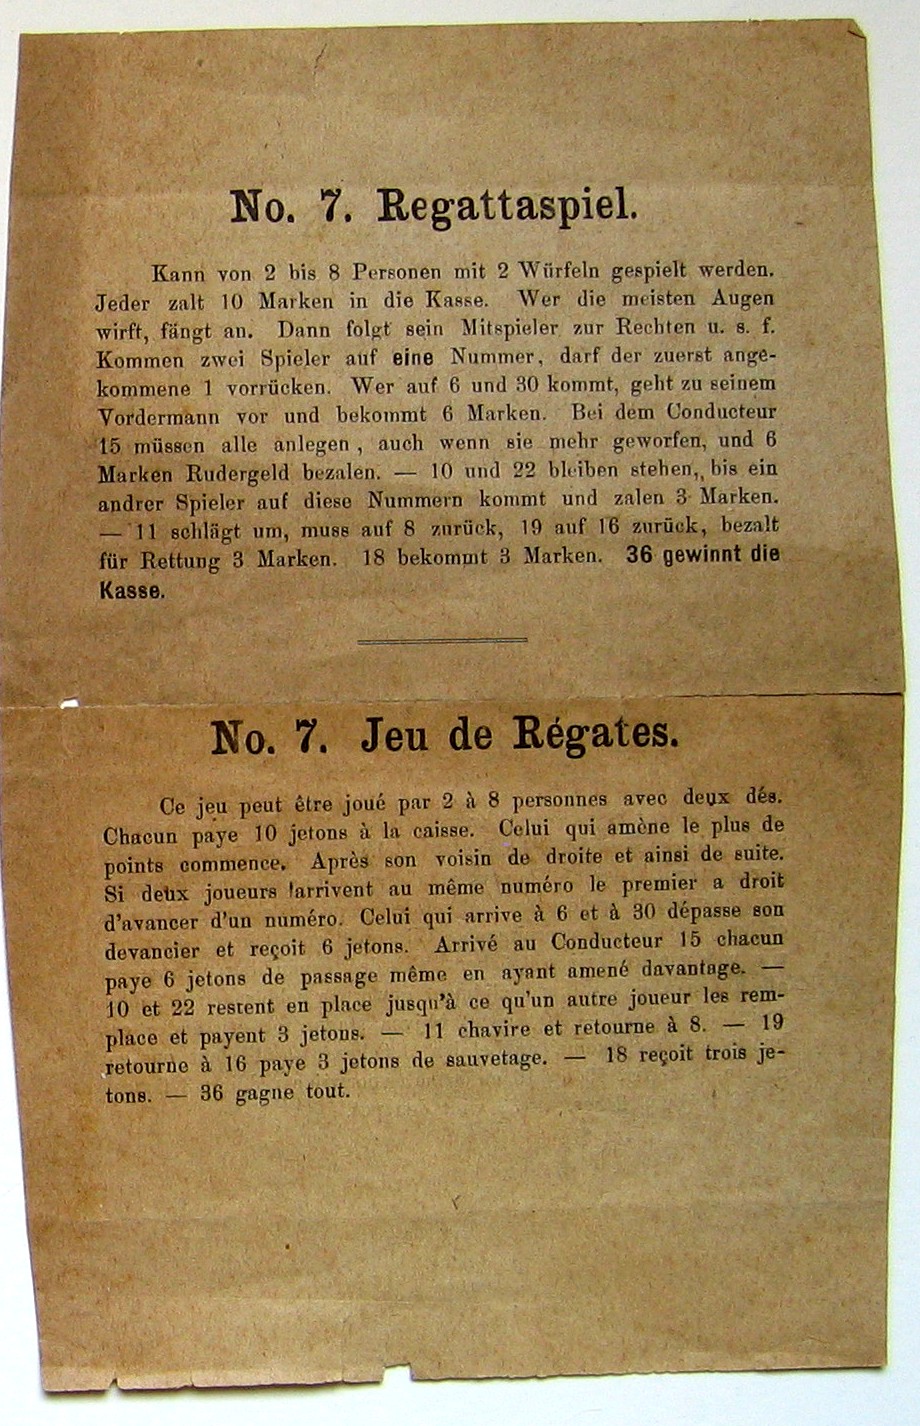 No. 7. Regattaspiel.
Kann von 2 bis 8 Personen mit 2 Würfeln gespielt werden.
Jeder zalt 10 Marken in die Kasse. Wer die meisten Augen
wirft, fängt an. Dann folgt sein Mitspieler zur Rechten u. s. f.
Kommen zwei Spieler auf eine Nummer, darf der zuerst ange-
kommene 1 vorrücken. Wer auf 6 und 30 kommt, geht zu seinem
Vordermann vor und bekommt 6 Marken. Bei dem Conducteur
15 müssen alle anlegen, auch wenn sie mehr geworfen, und 6
Marken Rudergeld bezalen. — 10 und 22 bleiben stehen, bis ein
andrer Spieler auf diese Nummern kommt und zalen 3 Marken.
— 11 schlägt um, muss auf 8 zurück, 19 auf 16 zurück, bezalt
für Rettung 3 Marken. 18 bekommt 3 Marken. 36 gewinnt die
Kasse.
No. 7. Jeu de Régates.
Ce jeu peut être joué par 2 à 8 personnes avec deux dés.
Chacun paye 10 jetons à la caisse. Celui qui amène le plus de
points commence. Après son voisin de droite et ainsi de suite.
Si deux joueurs arrivent au même numéro le premier a droit
d'avancer d'un numéro. Celui qui arrive à 6 et à 30 dépasse son
devancier et reçoit 6 jetons. Arrivé au Conducteur 15 chacun
paye 6 jetons de passage même en ayant amené davantage. —
10 et 22 restent en place jusqu'à ce qu'un autre joueur les rem-
place et payent 3 jetons. — 11 chavire et retourne à 8. — 19
retourne à 16 paye 3 jetons de sauvetage. — 18 reçoit trois je-
tons. — 36 gagne tout.